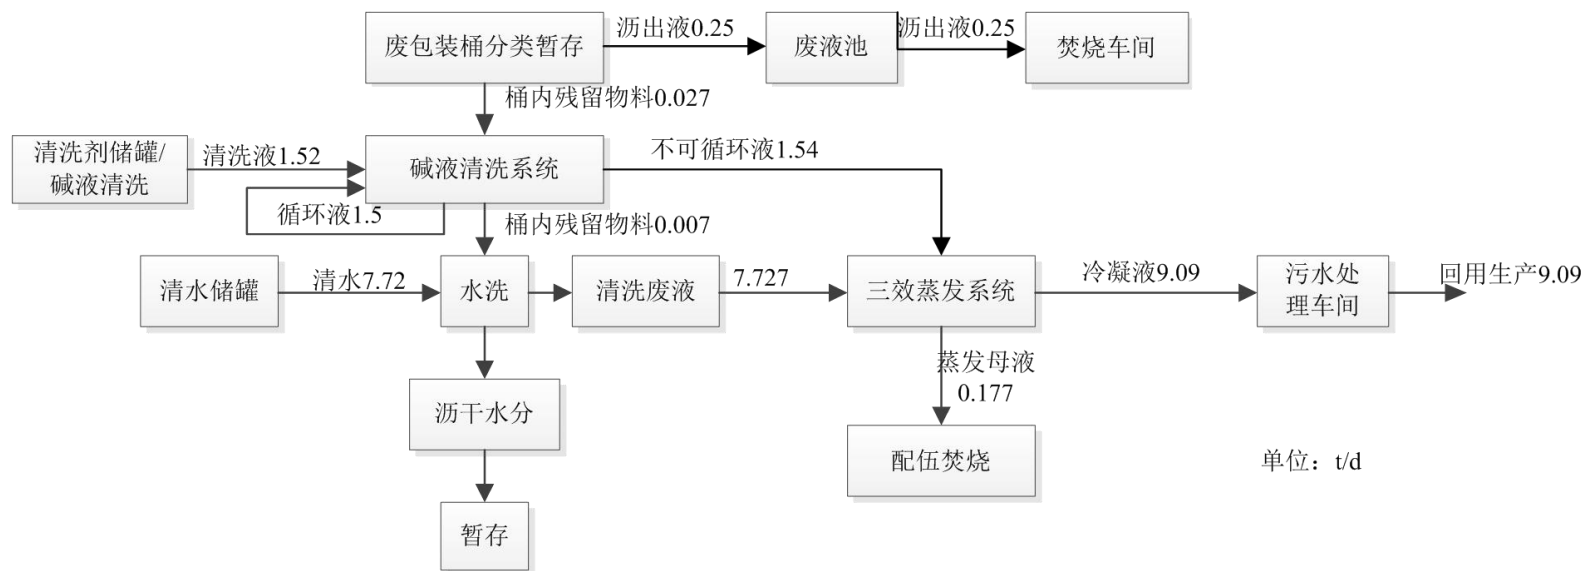 废包装桶分类暂存
沥出液0.25
废液池
沥出液0.25
焚烧车间
桶内残留物料0.027
清洗剂储罐/
碱液清洗
清洗液1.52
碱液清洗系统
不可循环液1.54
循环液1.5
桶内残留物料0.007
清水储罐
清水7.72
水洗
清洗废液
7.727
三效蒸发系统
冷凝液9.09
污水处
理车间
回用生产9.09
蒸发母液
0.177
沥干水分
配伍焚烧
单位：t/d
暂存